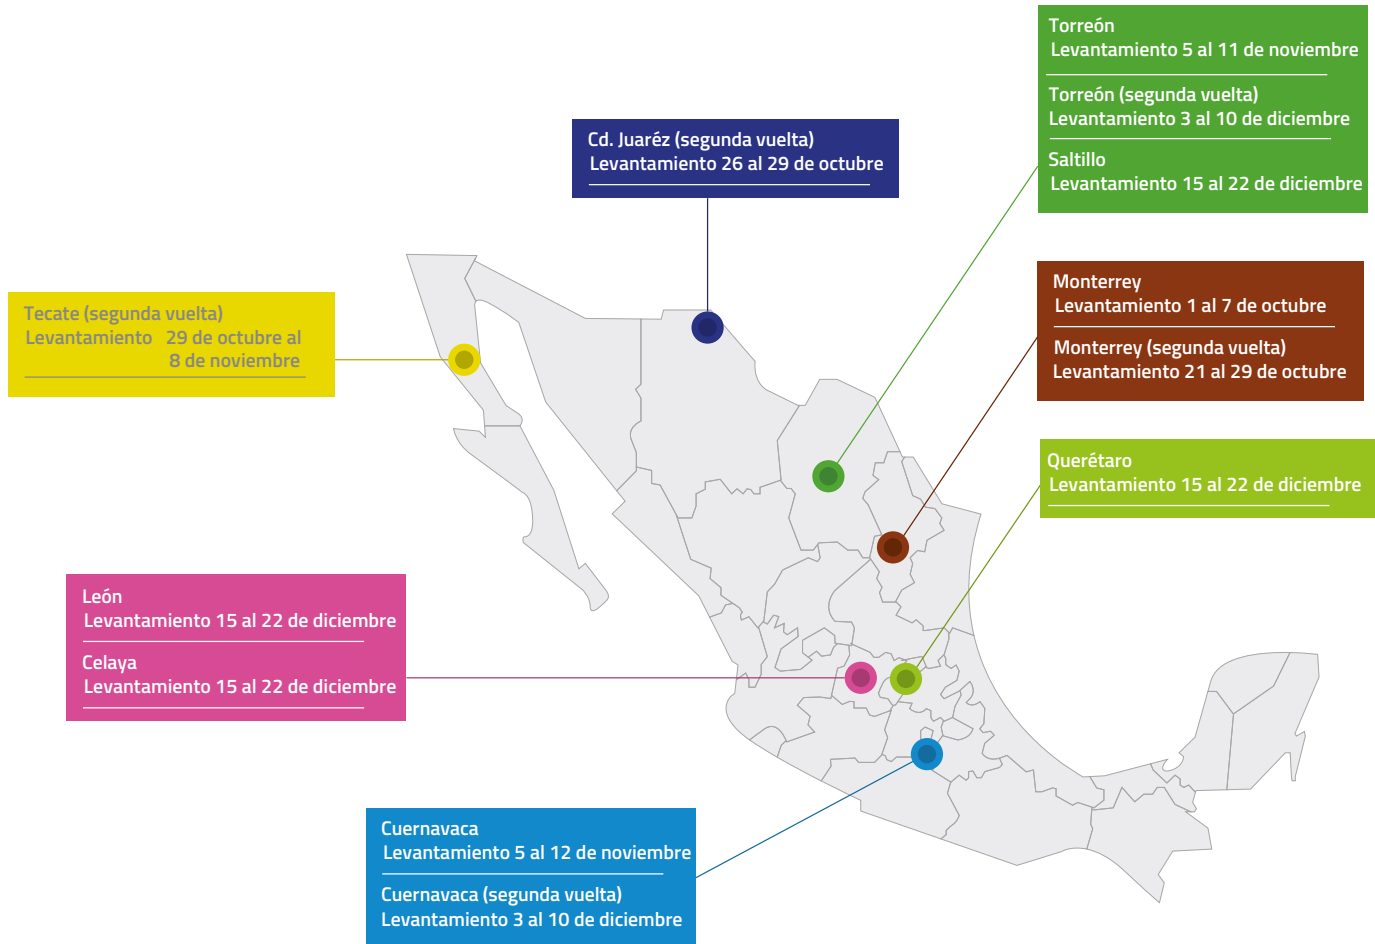 Torreón
Levantamiento 5 al 11 de noviembre
Torreón (segunda vuelta)
Levantamiento 3 al 10 de diciembre
Saltillo
Levantamiento 15 al 22 de diciembre
Cd. Juaréz (segunda vuelta)
Levantamiento 26 al 29 de octubre
Monterrey
Levantamiento 1 al 7 de octubre
Monterrey (segunda vuelta)
Levantamiento 21 al 29 de octubre
Tecate (segunda vuelta)
Levantamiento 29 de octubre al
8 de noviembre
Querétaro
Levantamiento 15 al 22 de diciembre
León
Levantamiento 15 al 22 de diciembre
Celaya
Levantamiento 15 al 22 de diciembre
Cuernavaca
Levantamiento 5 al 12 de noviembre
Cuernavaca (segunda vuelta)
Levantamiento 3 al 10 de diciembre